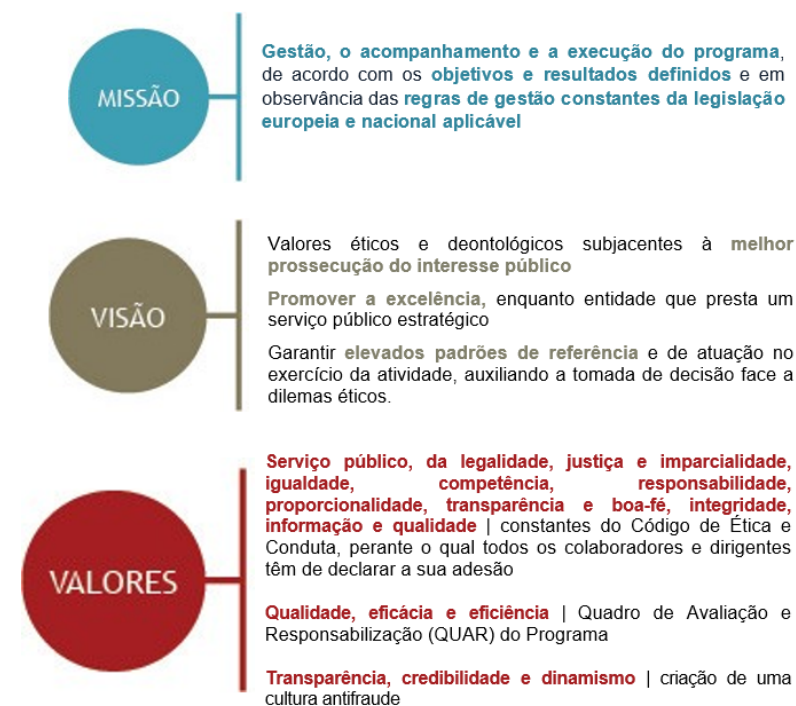 MISSÃO
Gestão, o acompanhamento e a execução do programa,
de acordo com os objetivos e resultados definidos e em
observância das regras de gestão constantes da legislação
europeia e nacional aplicável
VISÃO
Valores éticos e deontológicos subjacentes à melhor
prossecução do interesse público
Promover a excelência, enquanto entidade que presta um
serviço público estratégico
Garantir elevados padrões de referência e de atuação no
exercício da atividade, auxiliando a tomada de decisão face a
dilemas éticos.
VALORES
Serviço público, da legalidade, justiça e imparcialidade,
igualdade, competência, responsabilidade,
proporcionalidade, transparência e boa-fé, integridade,
informação e qualidade | constantes do Código de Ética e
Conduta, perante o qual todos os colaboradores e dirigentes
têm de declarar a sua adesão
Qualidade, eficácia e eficiência | Quadro de Avaliação e
Responsabilização (QUAR) do Programa
Transparência, credibilidade e dinamismo | criação de uma
cultura antifraude